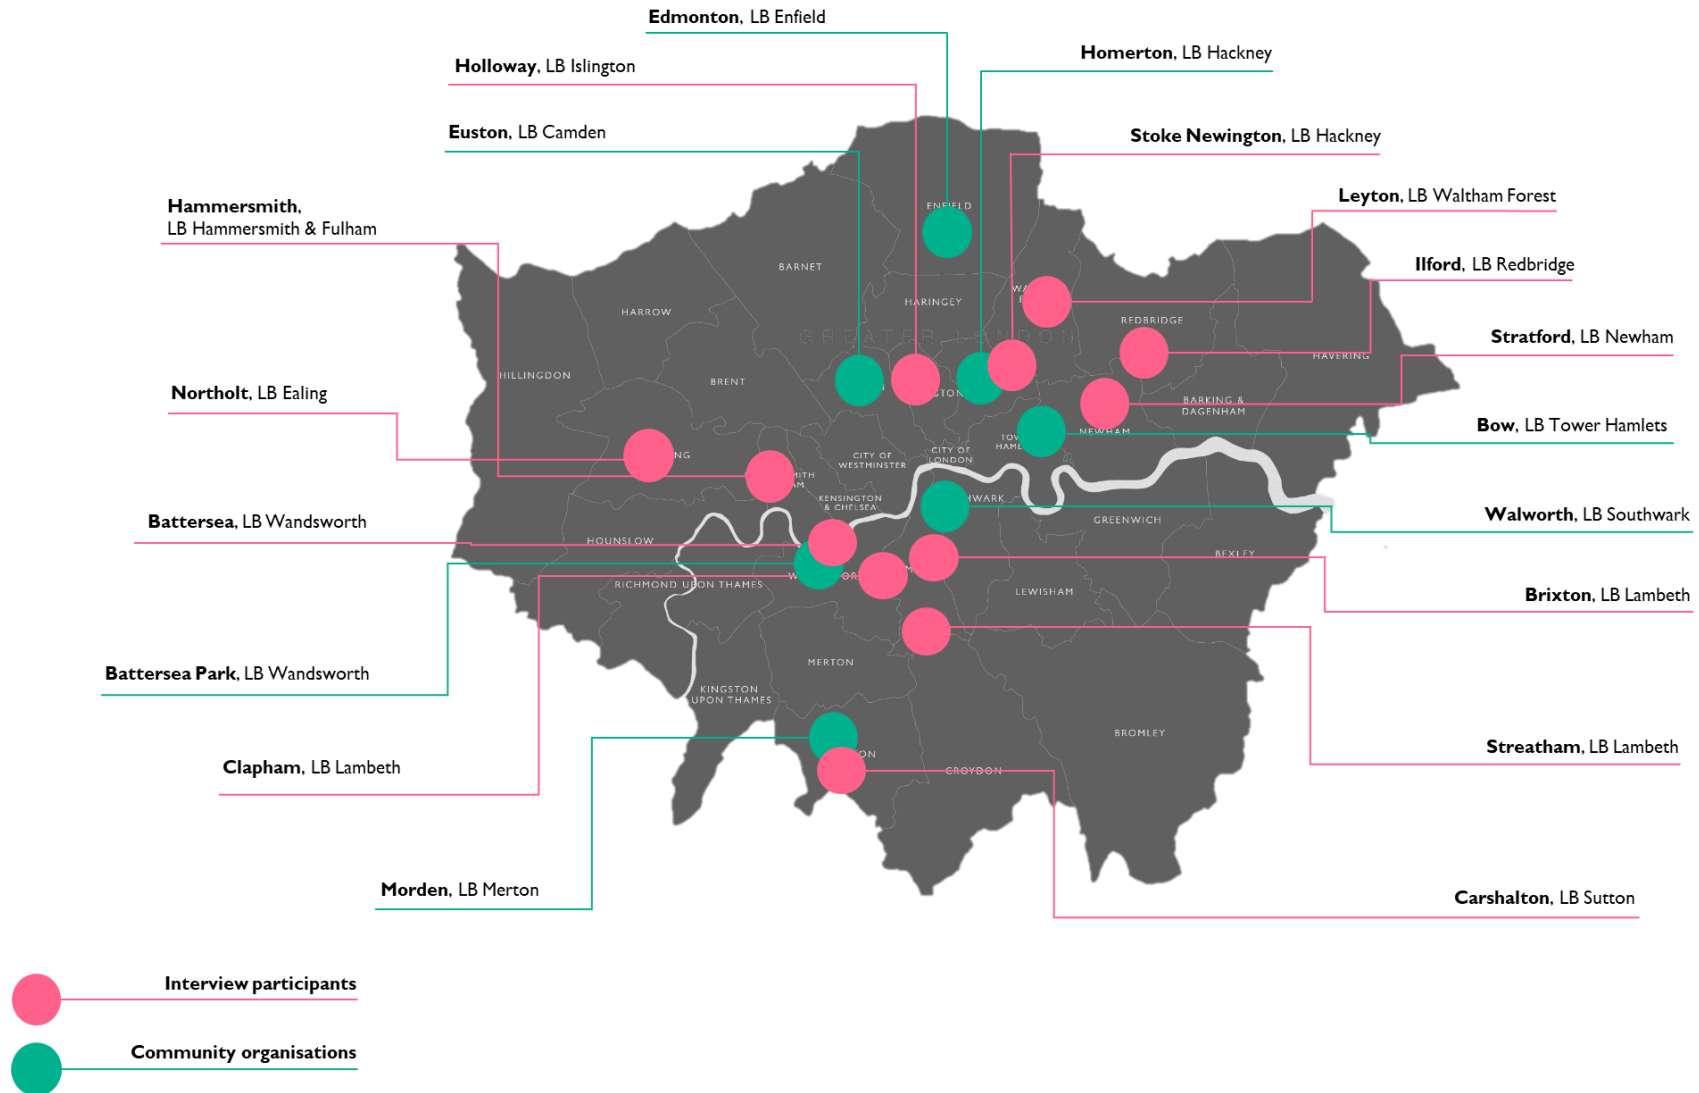 Edmonton, LB Enfield
Homerton, LB Hackney
Holloway, LB Islington
Euston, LB Camden
Stoke Newington, LB Hackney
Leyton, LB Waltham Forest
Hammersmith,
LB Hammersmith & Fulham
Ilford, LB Redbridge
Stratford, LB Newham
Northolt, LB Ealing
Bow, LB Tower Hamlets
Battersea, LB Wandsworth
Walworth, LB Southwark
Brixton, LB Lambeth
Battersea Park, LB Wandsworth
Streatham, LB Lambeth
Clapham, LB Lambeth
Morden, LB Merton
Carshalton, LB Sutton
ENFIELD
BARNET
HARINGEY
HARROW
REDBRIDGE
GREATER LONDON
HAVERING
HILLINGDON
BRENT
BARKING &
DAGENHAM
NEWHAM
CITY OF
WESTMINSTER
CITY OF
LONDON
KENSINGTON
& CHELSEA
GREENWICH
HOUNSLOW
BEXLEY
RICHMOND UPON THAMES
LEWISHAM
MERTON
KINGSTON
UPON THAMES
BROMLEY
CROYDON
Interview participants
Community organisations